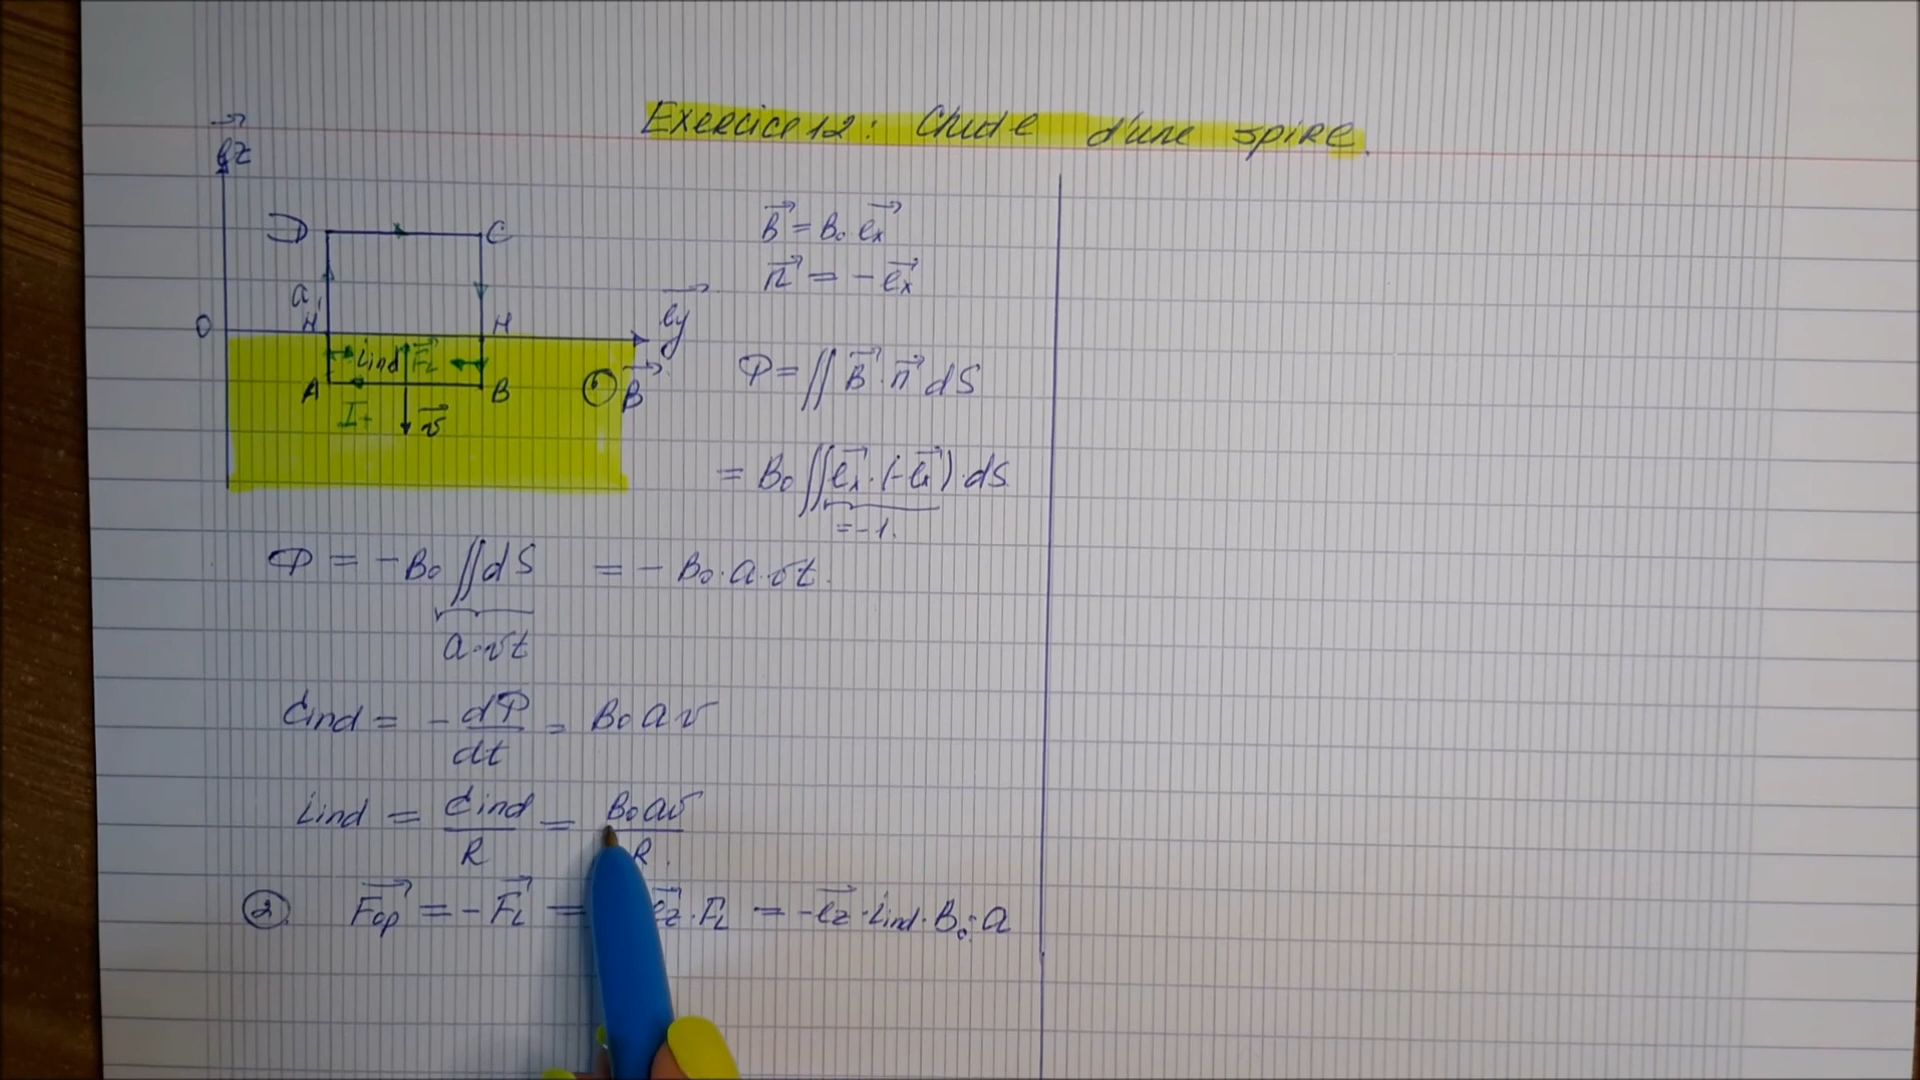 Exercice 12 : Chute d'une spire.
ez
D C
a
O H H ey
iind FL
A B B
I+ v
B = B0 ex
n = - ex
Φ = ∬ B · n dS
= B0 ∬ ex · (-ex) · dS
= -1.
Φ = - B0 ∬ dS = - B0 · a · vt.
a · vt
eind = - dΦ/dt = B0 a v
iind = eind/R = B0 a v/R.
② Fop = - FL = ez · FL = - ez · iind · B0 · a